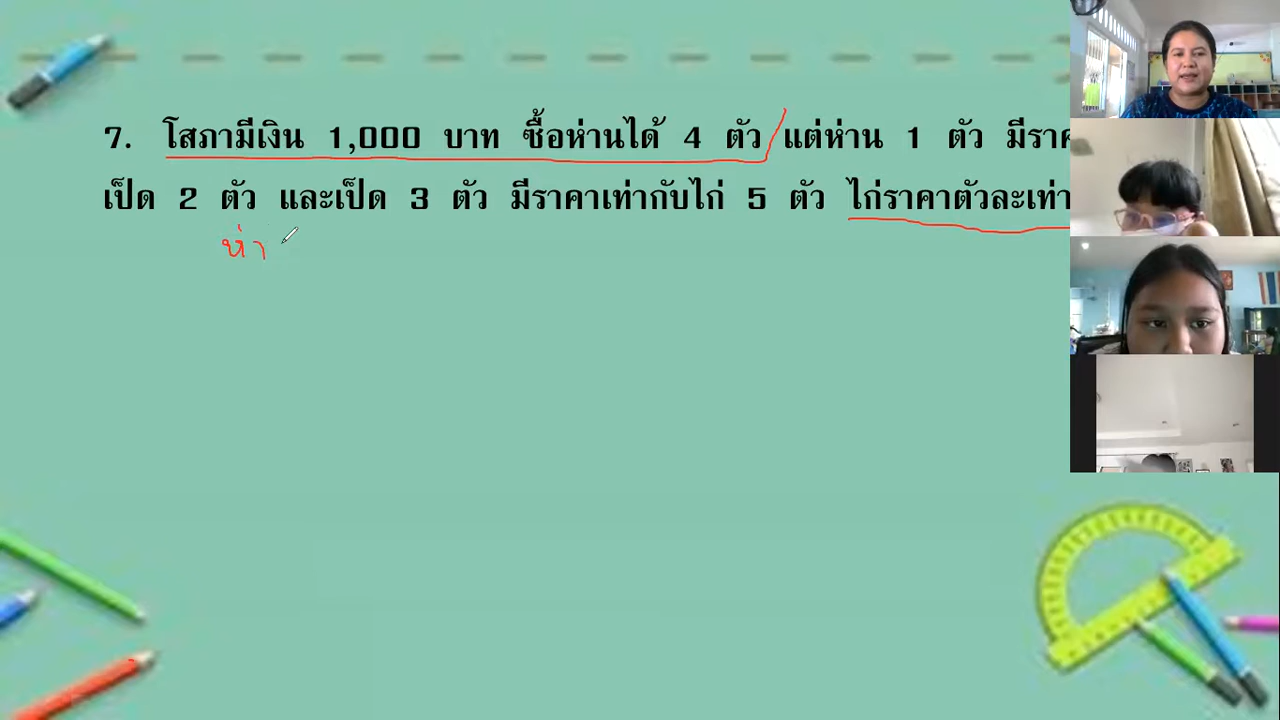 7. โสภามีเงิน 1,000 บาท ซื้อห่านได้ 4 ตัว แต่ห่าน 1 ตัว
เป็ด 2 ตัว และเป็ด 3 ตัว มีราคาเท่ากับไก่ 5 ตัว ไก่ราคาตัวละเท่า
ห่า